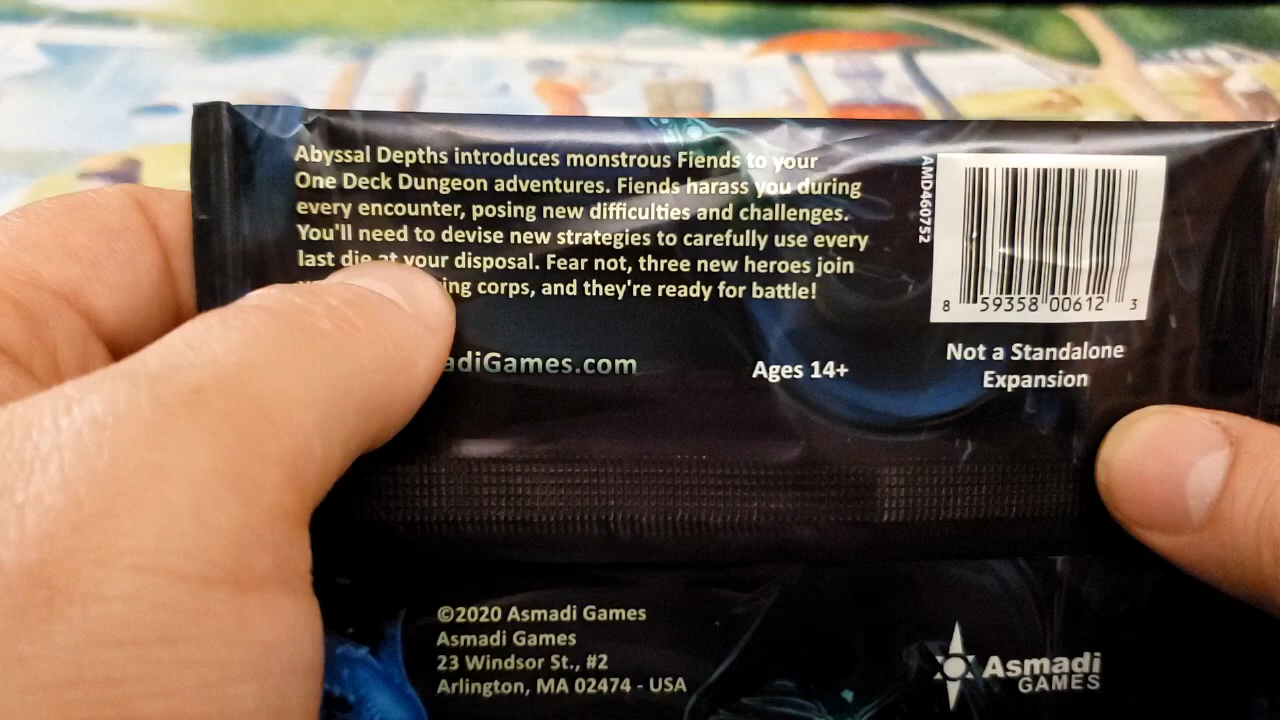 Abyssal Depths introduces monstrous Fiends to your
One Deck Dungeon adventures. Fiends harass you during
every encounter, posing new difficulties and challenges.
You'll need to devise new strategies to carefully use every
last die at your disposal. Fear not, three new heroes join
corps, and they're ready for battle!
Ages 14+
AMD460752
8 59358 00612 3
Not a Standalone
Expansion
©2020 Asmadi Games
Asmadi Games
23 Windsor St., #2
Arlington, MA 02474 - USA
Asmadi
GAMES